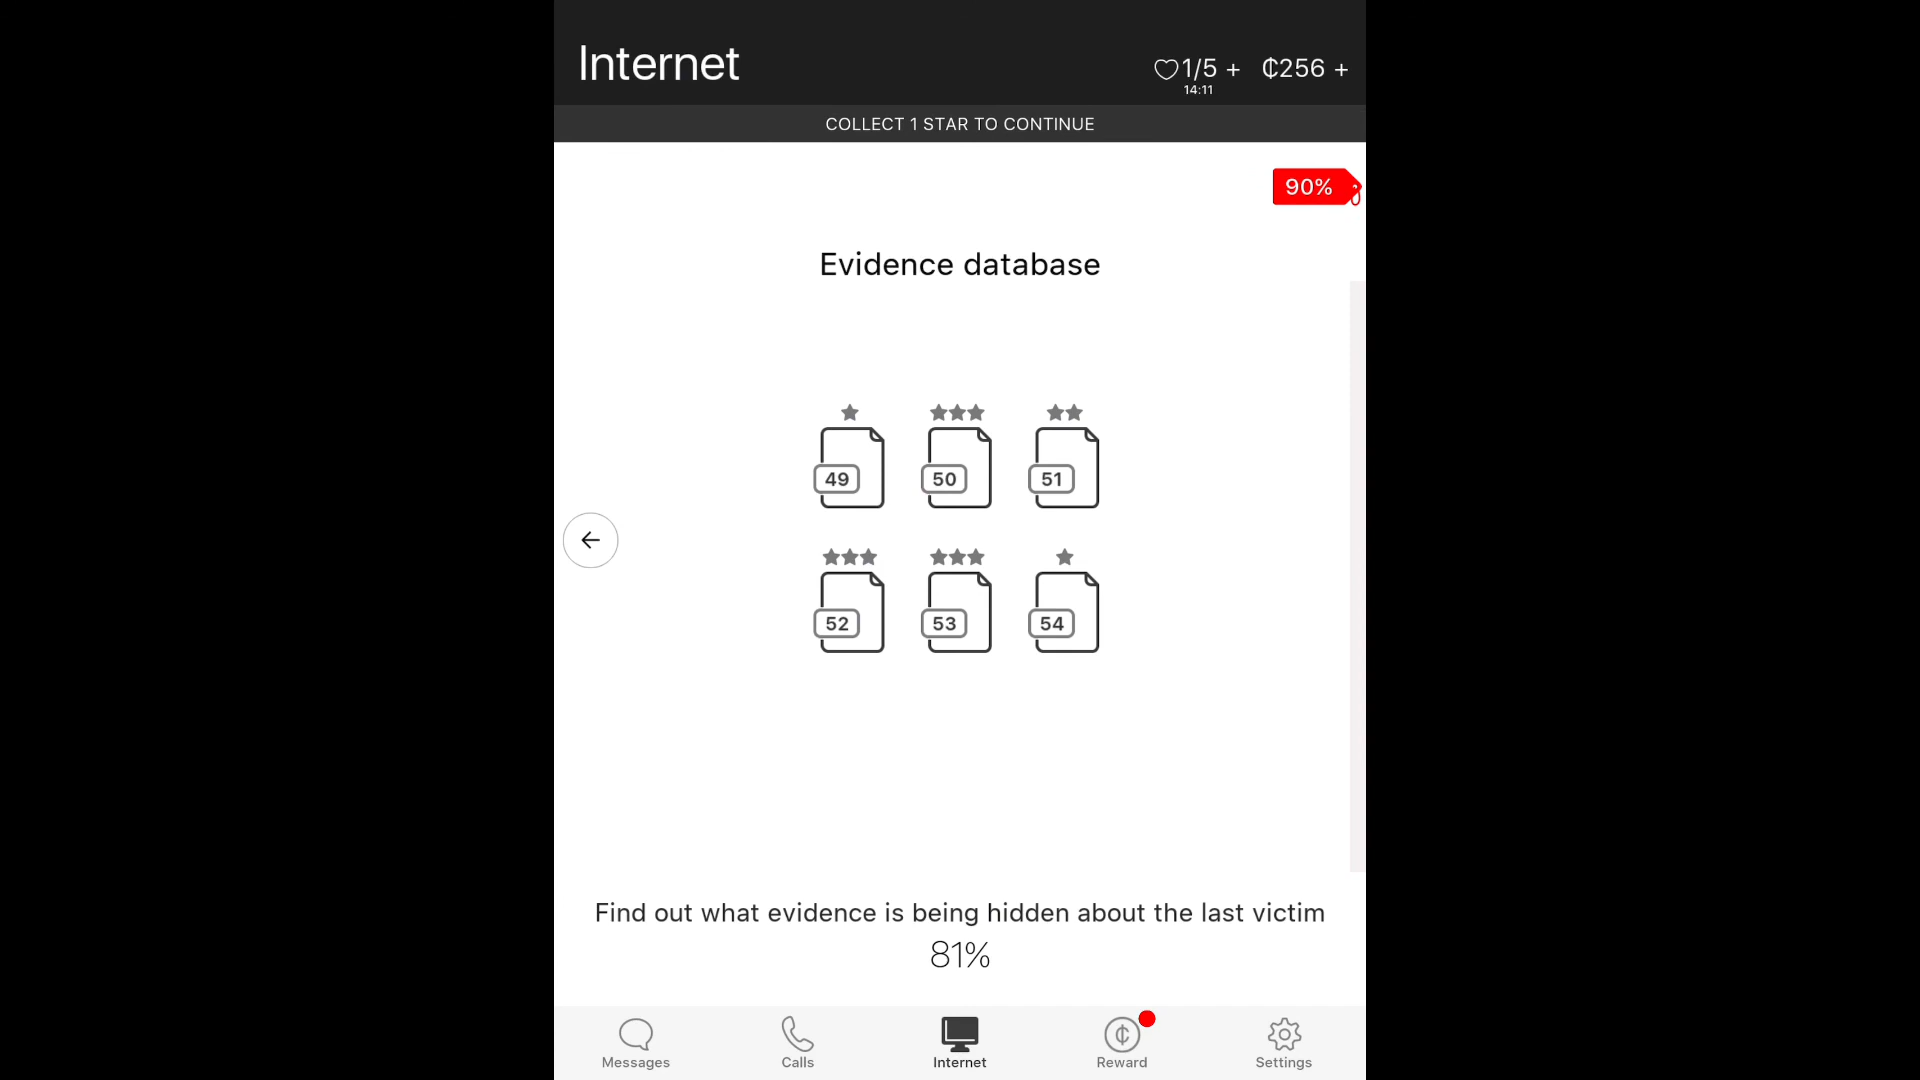 Internet
1/5 + ₵256 +
14:11
COLLECT 1 STAR TO CONTINUE
90%
Evidence database
49 50 51
52 53 54
Find out what evidence is being hidden about the last victim
81%
Messages Calls Internet Reward Settings